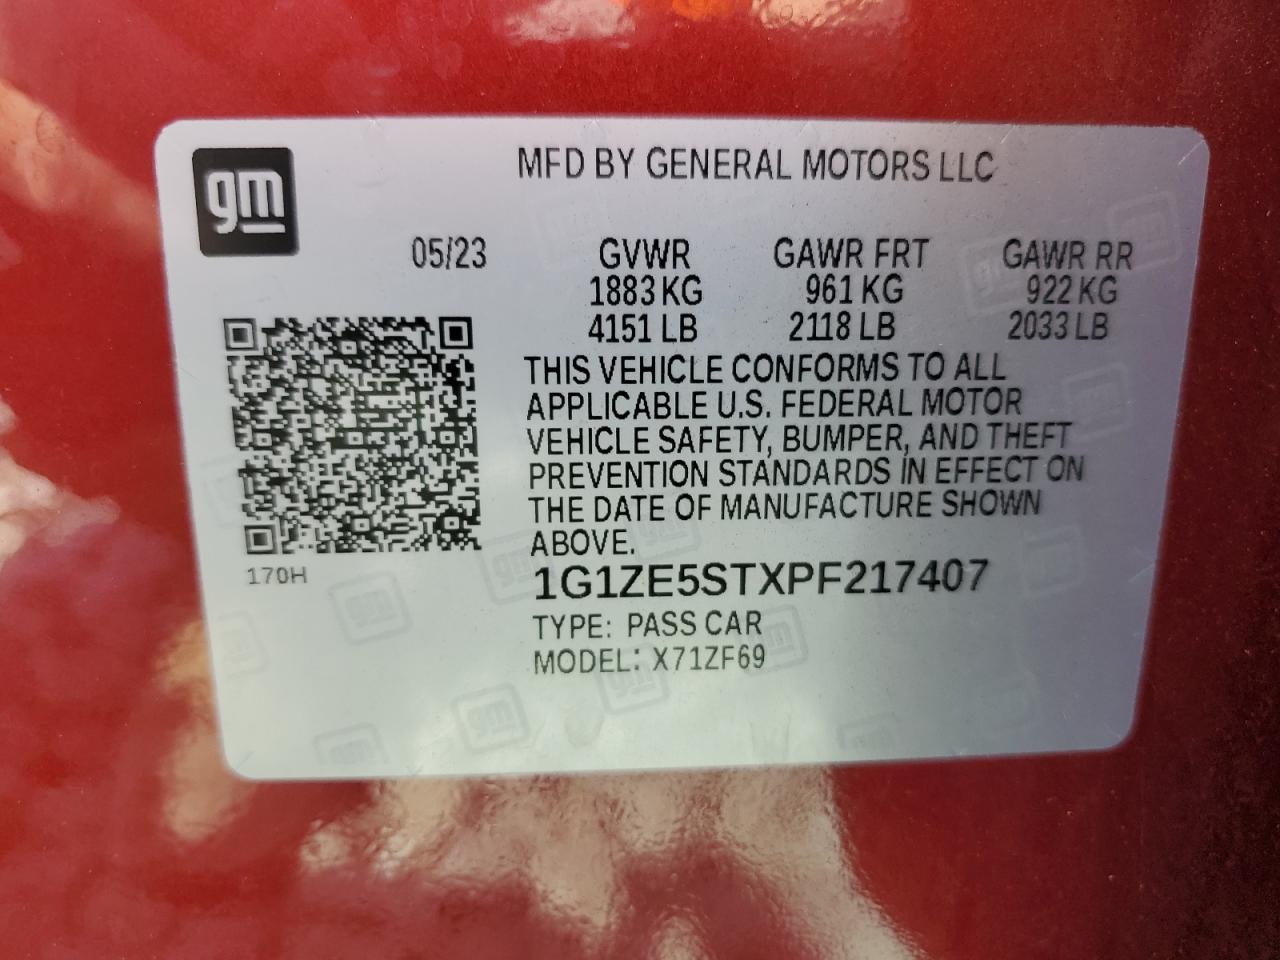 MFD BY GENERAL MOTORS LLC
gm
05/23 GVWR GAWR FRT GAWR RR
1883 KG 961 KG 922 KG
4151 LB 2118 LB 2033 LB
THIS VEHICLE CONFORMS TO ALL
APPLICABLE U.S. FEDERAL MOTOR
VEHICLE SAFETY, BUMPER, AND THEFT
PREVENTION STANDARDS IN EFFECT ON
THE DATE OF MANUFACTURE SHOWN
ABOVE.
170H
1G1ZE5STXPF217407
TYPE: PASS CAR
MODEL: X71ZF69